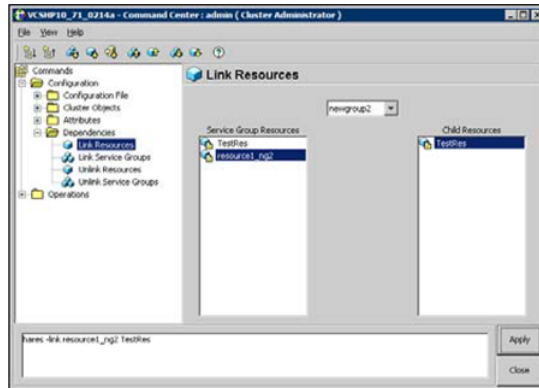 VCSHP10_71_0214a - Command Center : admin ( Cluster Administrator )
File View Help
Commands
Configuration
Configuration File
Cluster Objects
Attributes
Dependencies
Link Resources
Link Service Groups
Unlink Resources
Unlink Service Groups
Operations
Link Resources
newgroup2
Service Group Resources
TestRes
resource1_ng2
Child Resources
TestRes
hares -link resource1_ng2 TestRes
Apply
Close